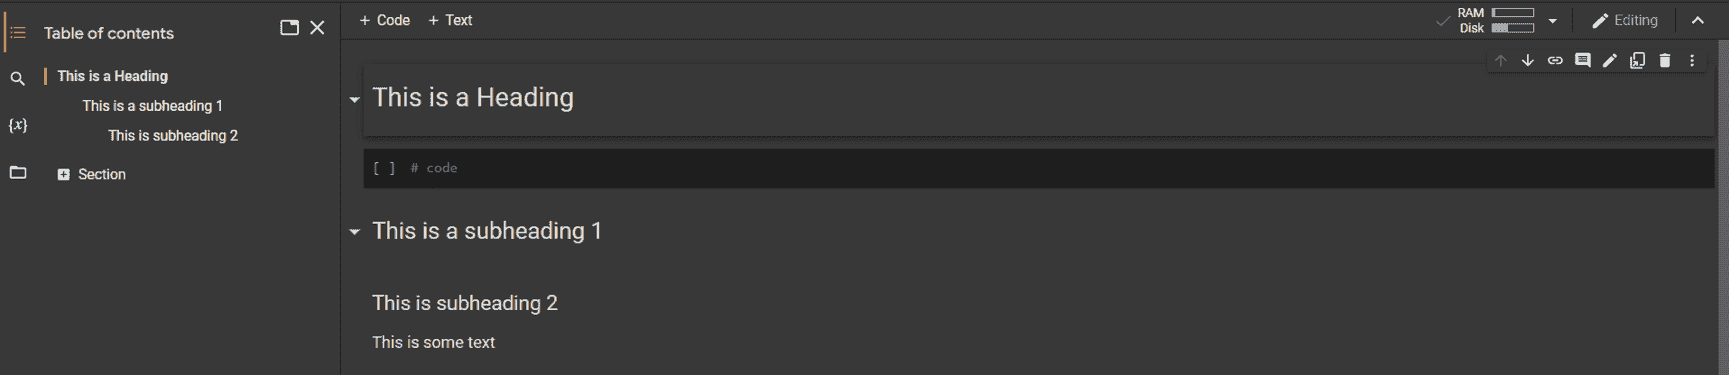 Table of contents
This is a Heading
This is a subheading 1
This is subheading 2
Section
{x}
+ Code + Text
RAM
Disk
Editing
This is a Heading
[ ] # code
This is a subheading 1
This is subheading 2
This is some text